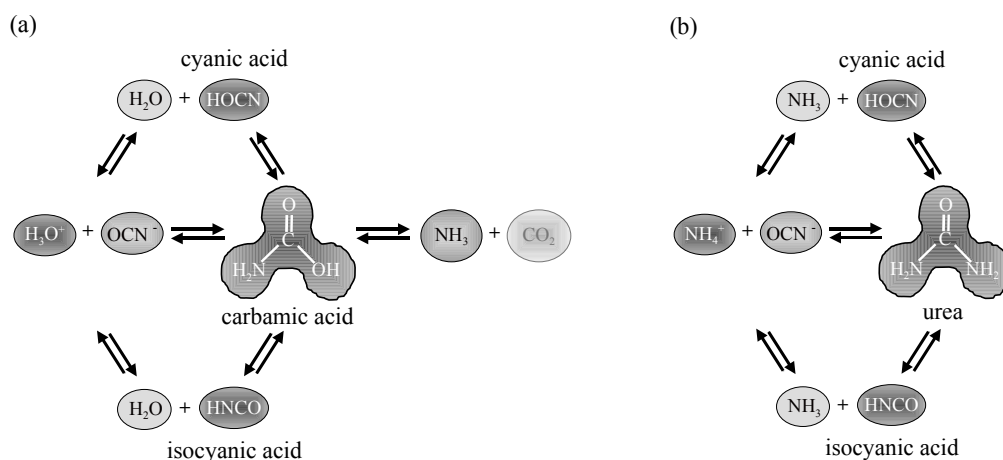 (a)
cyanic acid
H₂O + HOCN
H₃O⁺ + OCN⁻
O
C
H₂N OH
carbamic acid
NH₃ + CO₂
H₂O + HNCO
isocyanic acid
(b)
cyanic acid
NH₃ + HOCN
NH₄⁺ + OCN⁻
O
C
H₂N NH₂
urea
NH₃ + HNCO
isocyanic acid